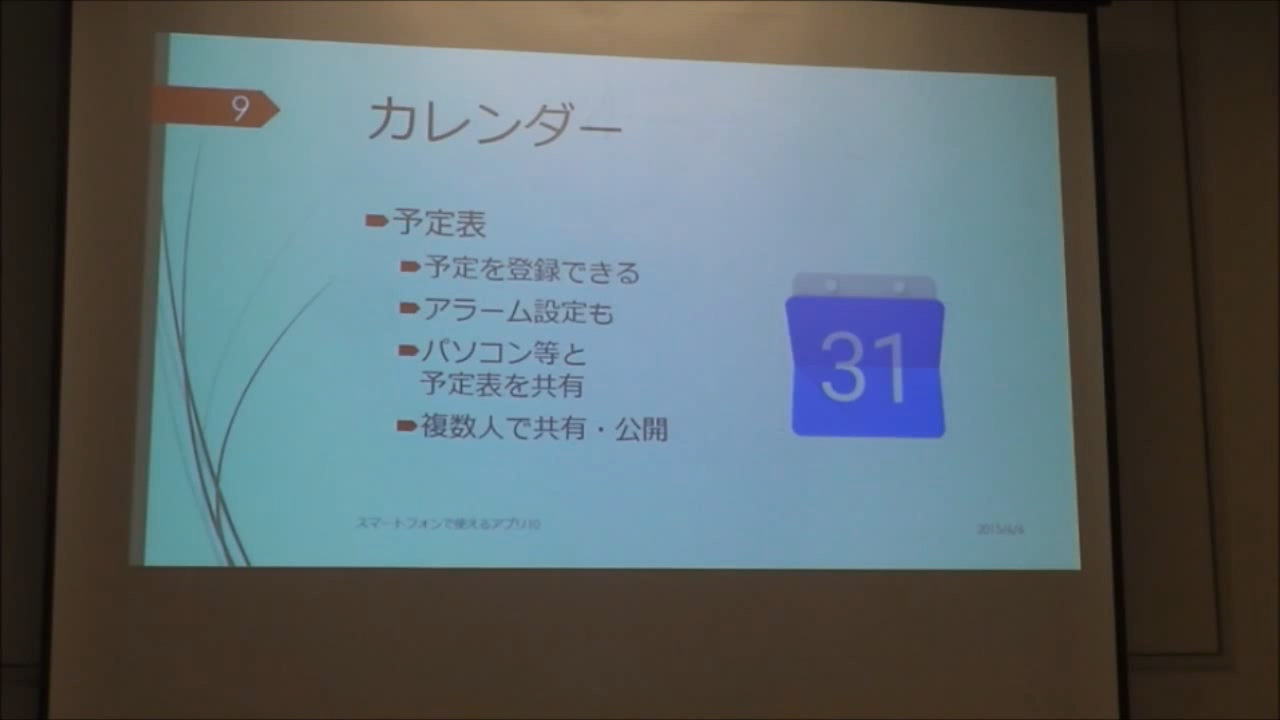 9
カレンダー
予定表
予定を登録できる
アラーム設定も
パソコン等と
予定表を共有
複数人で共有・公開
31
スマートフォンで使えるアプリ10